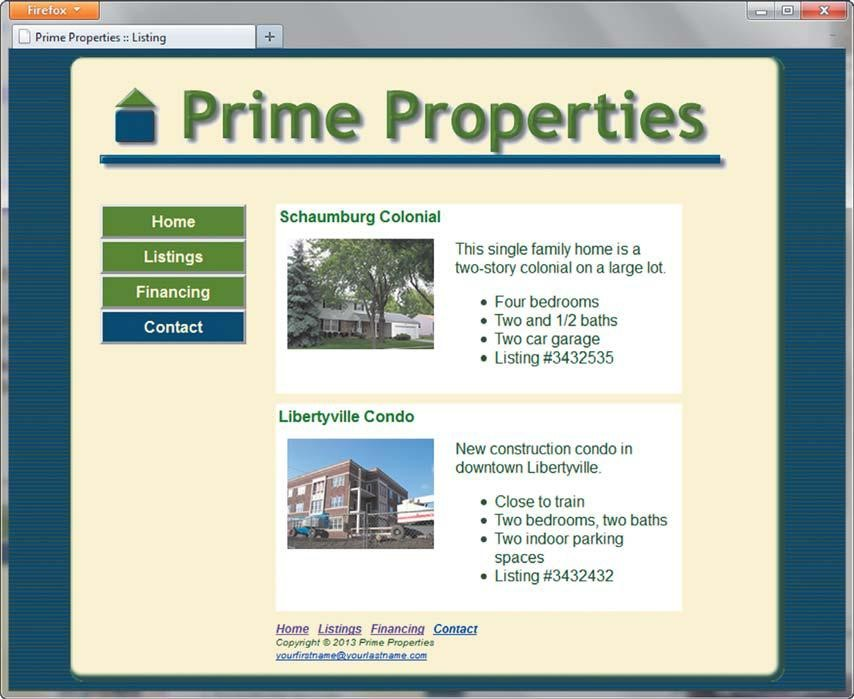 Firefox
Prime Properties :: Listing
Prime Properties
Home
Listings
Financing
Contact
Schaumburg Colonial
This single family home is a
two-story colonial on a large lot.
• Four bedrooms
• Two and 1/2 baths
• Two car garage
• Listing #3432535
Libertyville Condo
New construction condo in
downtown Libertyville.
• Close to train
• Two bedrooms, two baths
• Two indoor parking
spaces
• Listing #3432432
Home Listings Financing Contact
Copyright © 2013 Prime Properties
yourfirstname@yourlastname.com